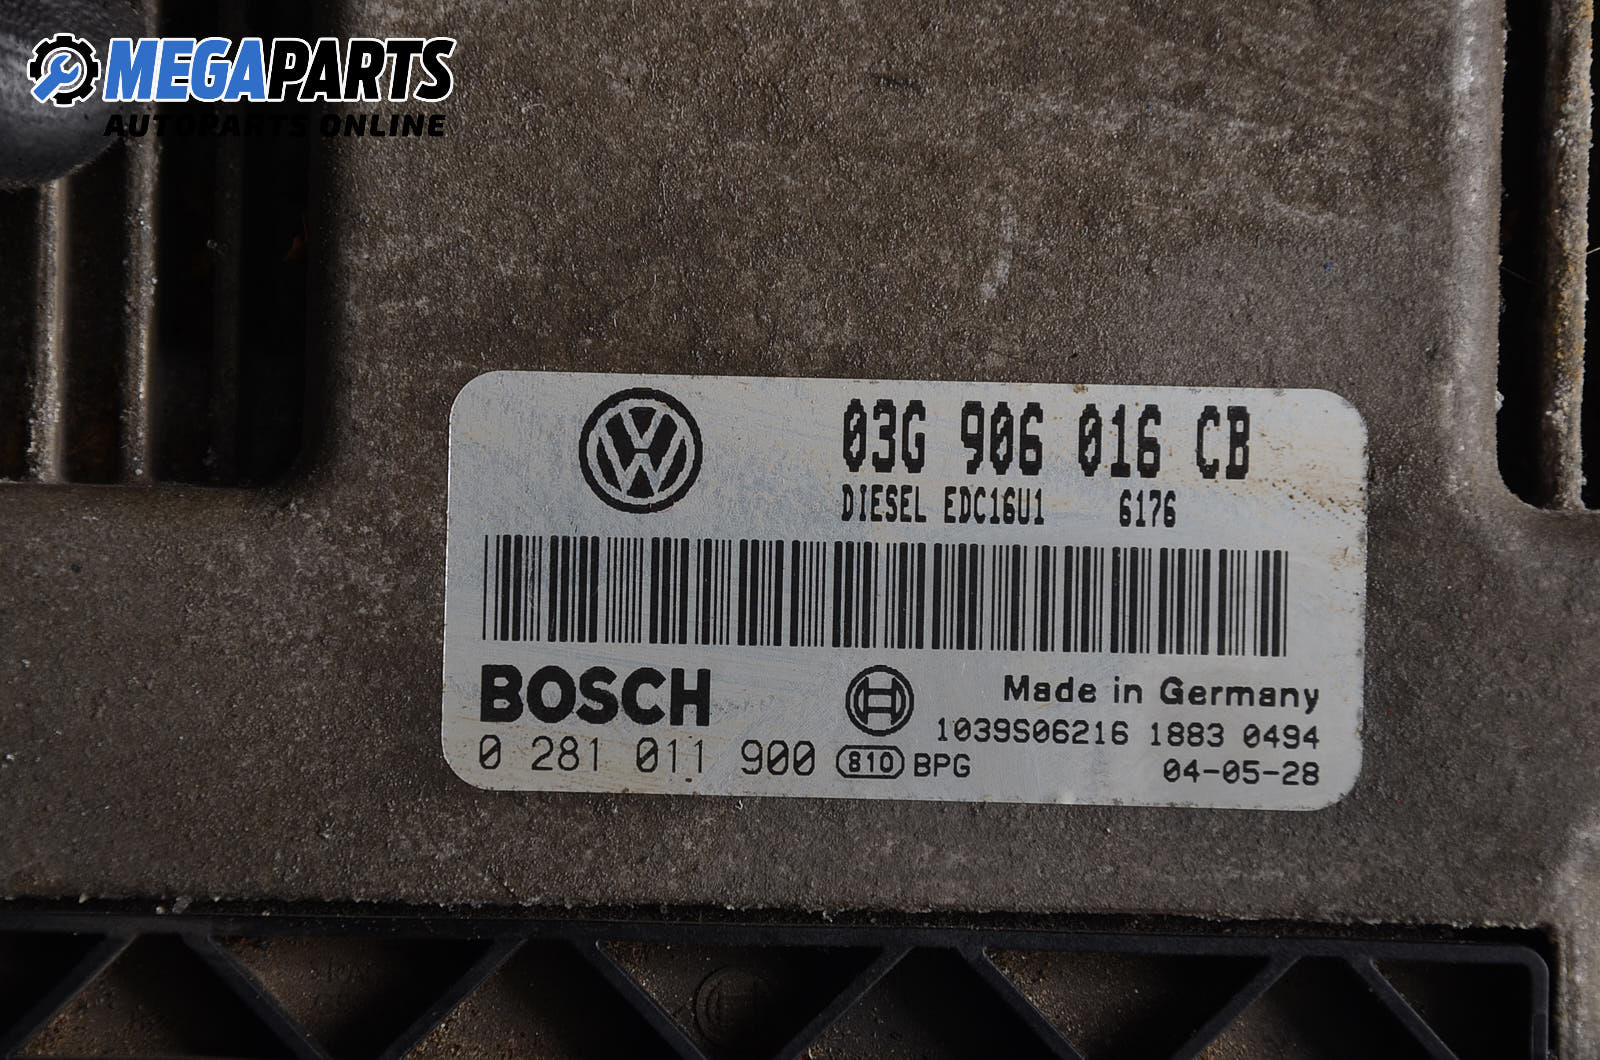 MEGAPARTS
AUTOPARTS ONLINE
03G 906 016 CB
DIESEL EDC16U1 6176
BOSCH
Made in Germany
1039S06216 1883 0494
0 281 011 900 810 BPG
04-05-28